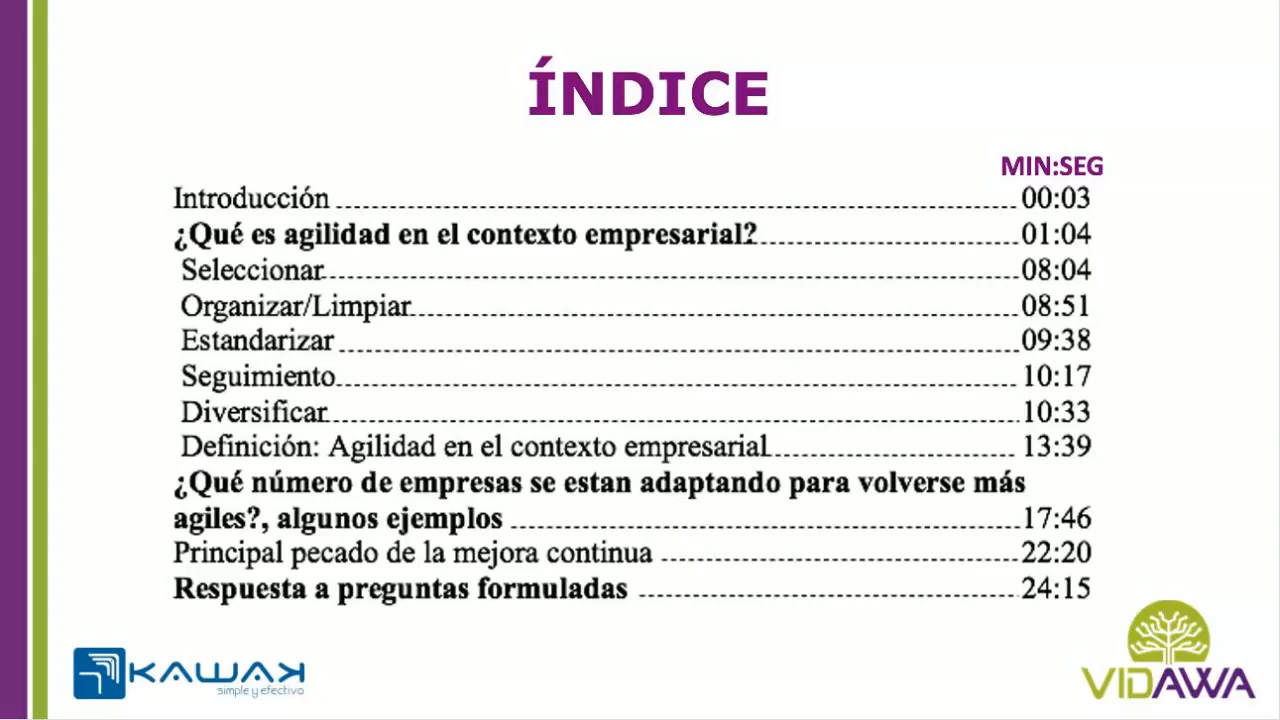 ÍNDICE
MIN:SEG
Introducción 00:03
¿Qué es agilidad en el contexto empresarial? 01:04
Seleccionar 08:04
Organizar/Limpiar 08:51
Estandarizar 09:38
Seguimiento 10:17
Diversificar 10:33
Definición: Agilidad en el contexto empresarial 13:39
¿Qué número de empresas se estan adaptando para volverse más
agiles?, algunos ejemplos 17:46
Principal pecado de la mejora continua 22:20
Respuesta a preguntas formuladas 24:15
KAWAK
simple y efectivo
VIDAWA